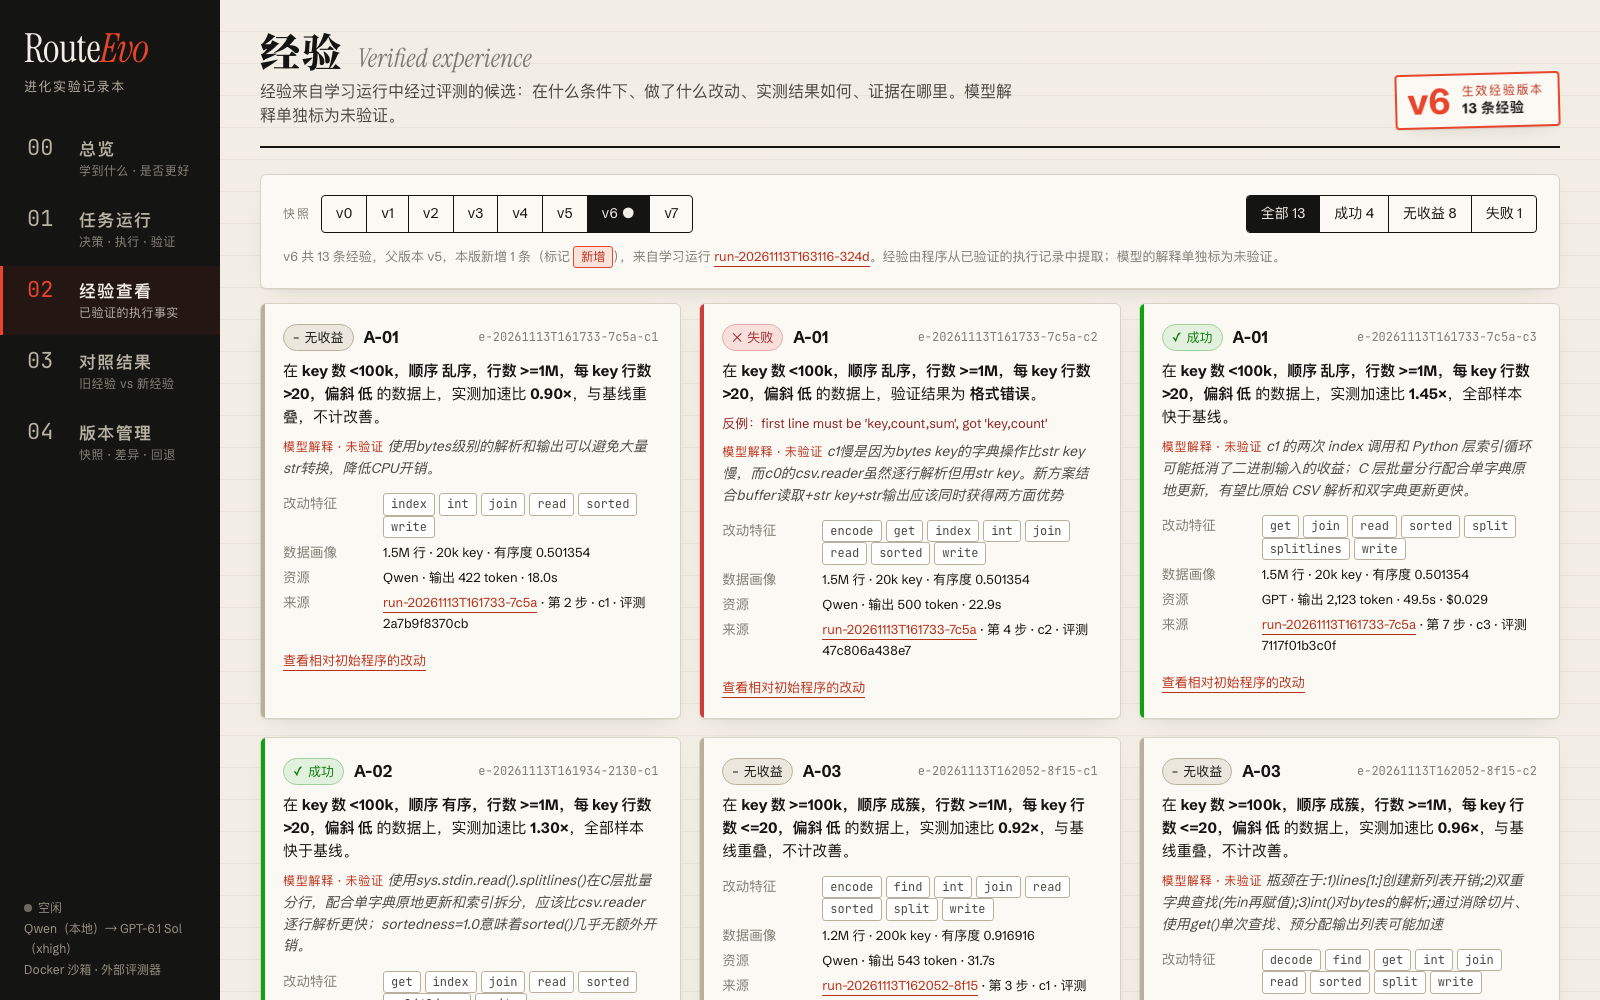 RouteEvo
进化实验记录本
00 总览
学到什么 · 是否更好
01 任务运行
决策 · 执行 · 验证
02 经验查看
已验证的执行事实
03 对照结果
旧经验 vs 新经验
04 版本管理
快照 · 差异 · 回退
空闲
Qwen（本地）→ GPT-6.1 Sol
（xhigh）
Docker 沙箱 · 外部评测器
经验 Verified experience
经验来自学习运行中经过评测的候选：在什么条件下、做了什么改动、实测结果如何、证据在哪里。模型解
释单独标为未验证。
v6 生效经验版本
13 条经验
快照 v0 v1 v2 v3 v4 v5 v6 v7
全部 13 成功 4 无收益 8 失败 1
v6 共 13 条经验，父版本 v5，本版新增 1 条（标记 新增），来自学习运行 run-20261113T163116-324d。经验由程序从已验证的执行记录中提取；模型的解释单独标为未验证。
– 无收益 A-01 e-20261113T161733-7c5a-c1
在 key 数 <100k，顺序 乱序，行数 >=1M，每 key 行数
>20，偏斜 低 的数据上，实测加速比 0.90×，与基线重
叠，不计改善。
模型解释 · 未验证 使用bytes级别的解析和输出可以避免大量
str转换，降低CPU开销。
改动特征 index int join read sorted
write
数据画像 1.5M 行 · 20k key · 有序度 0.501354
资源 Qwen · 输出 422 token · 18.0s
来源 run-20261113T161733-7c5a · 第 2 步 · c1 · 评测
2a7b9f8370cb
查看相对初始程序的改动
✕ 失败 A-01 e-20261113T161733-7c5a-c2
在 key 数 <100k，顺序 乱序，行数 >=1M，每 key 行数
>20，偏斜 低 的数据上，验证结果为 格式错误。
反例：first line must be 'key,count,sum', got 'key,count'
模型解释 · 未验证 c1慢是因为bytes key的字典操作比str key
慢，而c0的csv.reader虽然逐行解析但用str key。新方案结
合buffer读取+str key+str输出应该同时获得两方面优势
改动特征 encode get index int join
read sorted write
数据画像 1.5M 行 · 20k key · 有序度 0.501354
资源 Qwen · 输出 500 token · 22.9s
来源 run-20261113T161733-7c5a · 第 4 步 · c2 · 评测
47c806a438e7
查看相对初始程序的改动
✓ 成功 A-01 e-20261113T161733-7c5a-c3
在 key 数 <100k，顺序 乱序，行数 >=1M，每 key 行数
>20，偏斜 低 的数据上，实测加速比 1.45×，全部样本
快于基线。
模型解释 · 未验证 c1 的两次 index 调用和 Python 层索引循环
可能抵消了二进制输入的收益；C 层批量分行配合单字典原
地更新，有望比原始 CSV 解析和双字典更新更快。
改动特征 get join read sorted split
splitlines write
数据画像 1.5M 行 · 20k key · 有序度 0.501354
资源 GPT · 输出 2,123 token · 49.5s · $0.029
来源 run-20261113T161733-7c5a · 第 7 步 · c3 · 评测
7117f01b3c0f
查看相对初始程序的改动
✓ 成功 A-02 e-20261113T161934-2130-c1
在 key 数 <100k，顺序 有序，行数 >=1M，每 key 行数
>20，偏斜 低 的数据上，实测加速比 1.30×，全部样本
快于基线。
模型解释 · 未验证 使用sys.stdin.read().splitlines()在C层批量
分行，配合单字典原地更新和索引拆分，应该比csv.reader
逐行解析更快；sortedness=1.0意味着sorted()几乎无额外开
销。
改动特征 get index join read sorted
– 无收益 A-03 e-20261113T162052-8f15-c1
在 key 数 >=100k，顺序 成簇，行数 >=1M，每 key 行
数 <=20，偏斜 低 的数据上，实测加速比 0.92×，与基
线重叠，不计改善。
改动特征 encode find int join read
sorted split write
数据画像 1.2M 行 · 200k key · 有序度 0.916916
资源 Qwen · 输出 543 token · 31.7s
来源 run-20261113T162052-8f15 · 第 3 步 · c1 · 评测
– 无收益 A-03 e-20261113T162052-8f15-c2
在 key 数 >=100k，顺序 成簇，行数 >=1M，每 key 行
数 <=20，偏斜 低 的数据上，实测加速比 0.96×，与基
线重叠，不计改善。
模型解释 · 未验证 瓶颈在于:1)lines[1:]创建新列表开销;2)双重
字典查找(先in再赋值);3)int()对bytes的解析;通过消除切片、
使用get()单次查找、预分配输出列表可能加速
改动特征 decode find get int join
read sorted split write